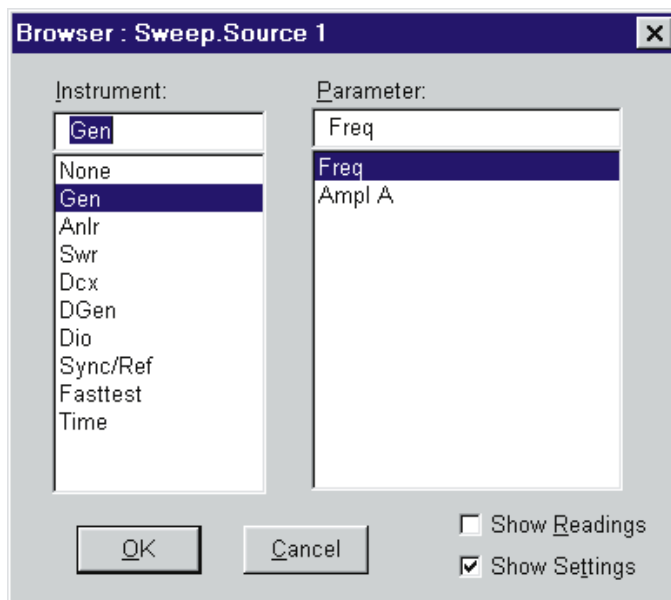 Browser : Sweep.Source 1
Instrument:
Gen
None
Gen
Anlr
Swr
Dcx
DGen
Dio
Sync/Ref
Fasttest
Time
Parameter:
Freq
Freq
Ampl A
Show Readings
Show Settings
OK
Cancel